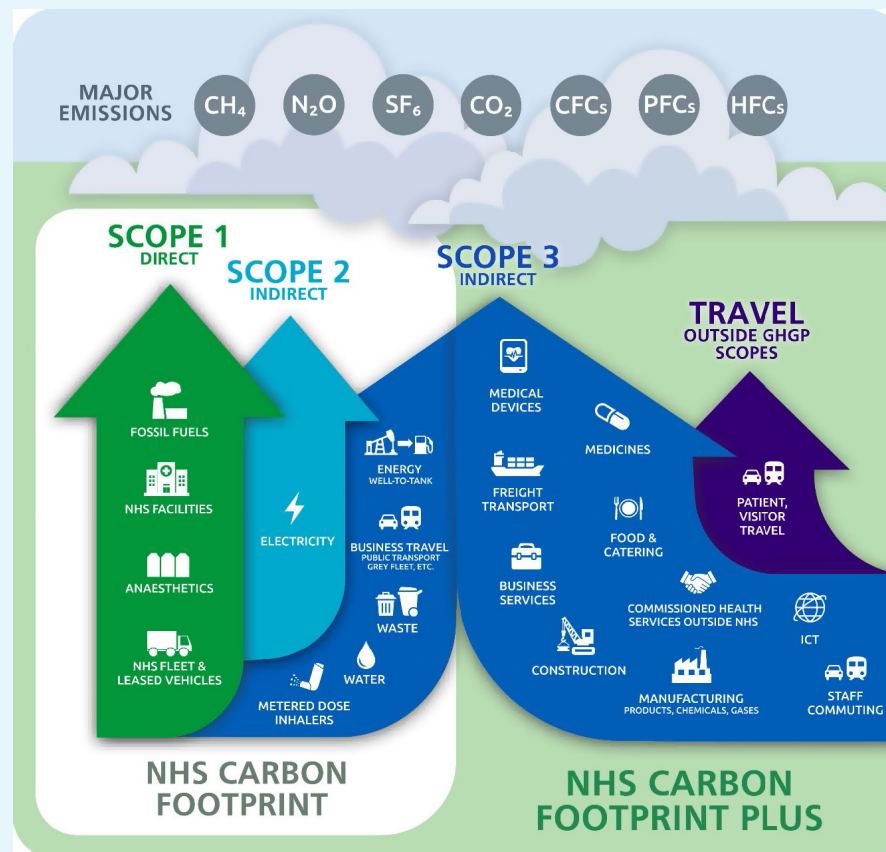 MAJOR
EMISSIONS
CH₄
N₂O
SF₆
CO₂
CFCs
PFCs
HFCs
SCOPE 1
DIRECT
SCOPE 2
INDIRECT
SCOPE 3
INDIRECT
TRAVEL
OUTSIDE GHGP
SCOPES
FOSSIL FUELS
NHS FACILITIES
ANAESTHETICS
NHS FLEET &
LEASED VEHICLES
ELECTRICITY
ENERGY
WELL-TO-TANK
BUSINESS TRAVEL
PUBLIC TRANSPORT
GREY FLEET, ETC.
WASTE
WATER
METERED DOSE
INHALERS
MEDICAL
DEVICES
MEDICINES
FREIGHT
TRANSPORT
FOOD &
CATERING
BUSINESS
SERVICES
COMMISSIONED HEALTH
SERVICES OUTSIDE NHS
ICT
CONSTRUCTION
MANUFACTURING
PRODUCTS, CHEMICALS, GASES
STAFF
COMMUTING
PATIENT,
VISITOR
TRAVEL
NHS CARBON
FOOTPRINT
NHS CARBON
FOOTPRINT PLUS